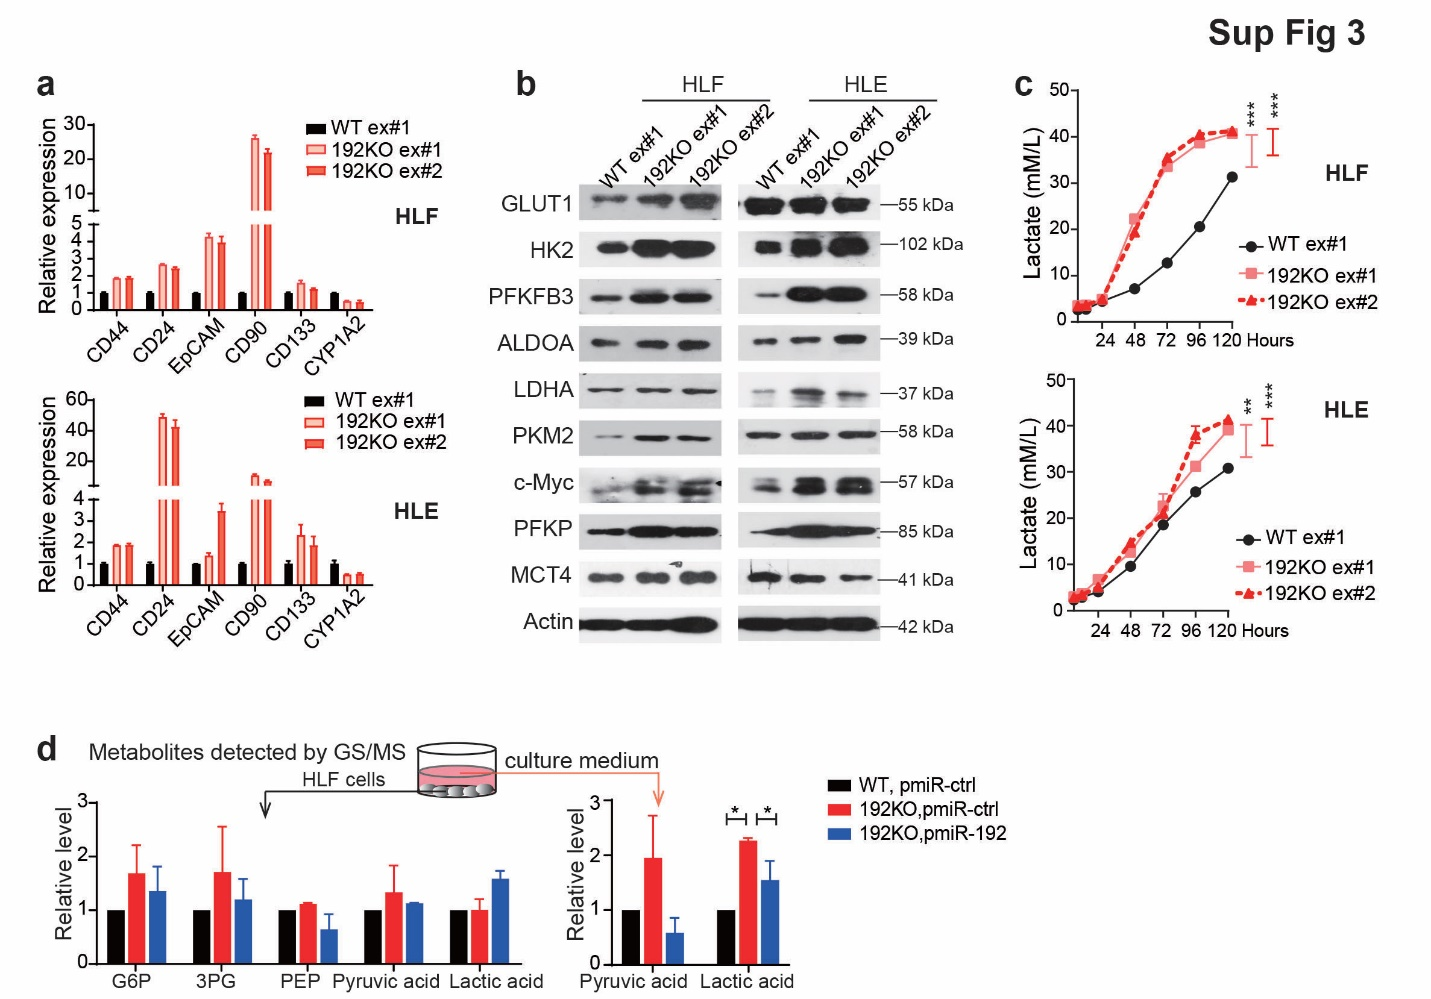 Sup Fig 3
a
Relative expression
30
20
10
5
4
3
2
1
0
WT ex#1
192KO ex#1
192KO ex#2
HLF
CD44
CD24
EpCAM
CD90
CD133
CYP1A2
Relative expression
60
40
20
4
3
2
1
0
WT ex#1
192KO ex#1
192KO ex#2
HLE
CD44
CD24
EpCAM
CD90
CD133
CYP1A2
b
HLF HLE
WT ex#1
192KO ex#1
192KO ex#2
WT ex#1
192KO ex#1
192KO ex#2
GLUT1 55 kDa
HK2 102 kDa
PFKFB3 58 kDa
ALDOA 39 kDa
LDHA 37 kDa
PKM2 58 kDa
c-Myc 57 kDa
PFKP 85 kDa
MCT4 41 kDa
Actin 42 kDa
c
Lactate (mM/L)
50
40
30
20
10
0
***
***
HLF
WT ex#1
192KO ex#1
192KO ex#2
24 48 72 96 120 Hours
Lactate (mM/L)
50
40
30
20
10
0
**
***
HLE
WT ex#1
192KO ex#1
192KO ex#2
24 48 72 96 120 Hours
d
Metabolites detected by GS/MS
HLF cells
culture medium
WT, pmiR-ctrl
192KO,pmiR-ctrl
192KO,pmiR-192
Relative level
3
2
1
0
G6P 3PG PEP Pyruvic acid Lactic acid
Relative level
3
2
1
0
* *
Pyruvic acid Lactic acid